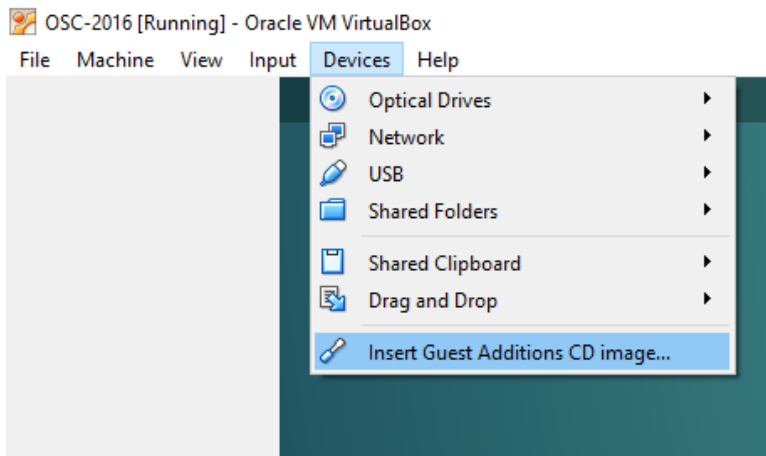 OSC-2016 [Running] - Oracle VM VirtualBox
File Machine View Input Devices Help
Optical Drives
Network
USB
Shared Folders
Shared Clipboard
Drag and Drop
Insert Guest Additions CD image...